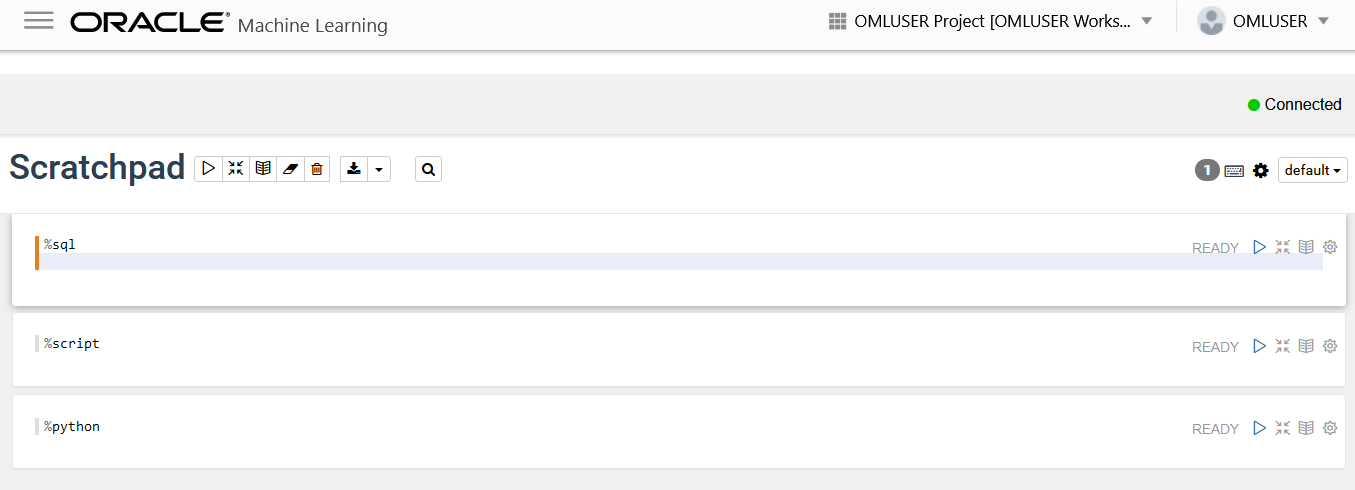 ORACLE® Machine Learning
OMLUSER Project [OMLUSER Works...
OMLUSER
Connected
Scratchpad
1
default
%sql
READY
%script
READY
%python
READY